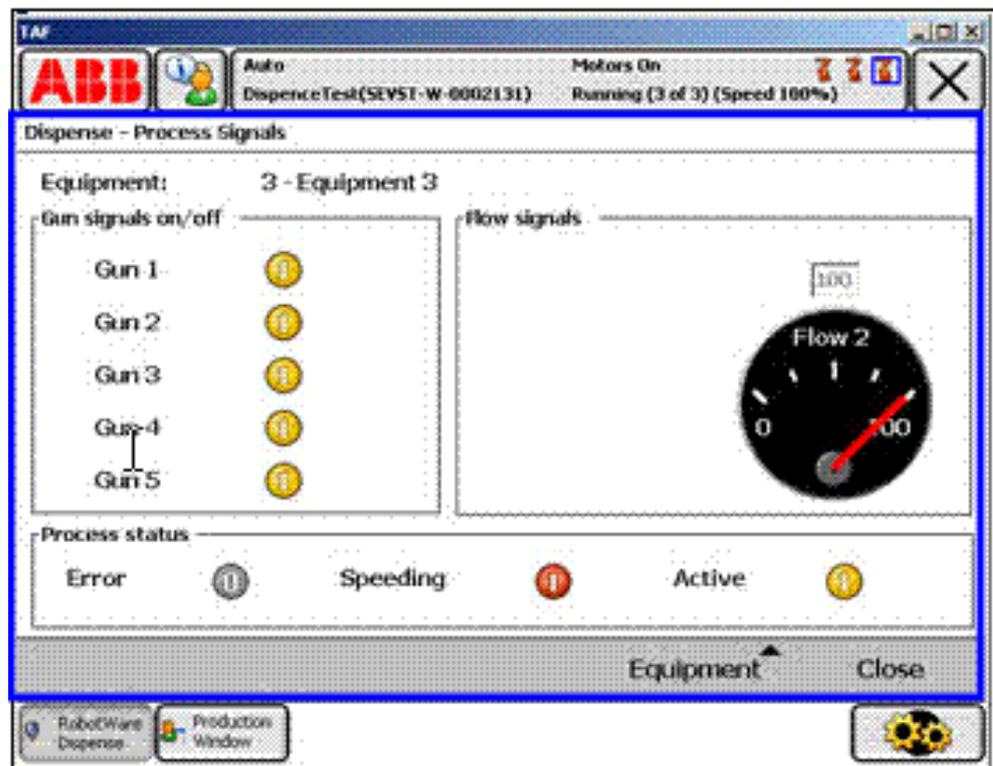 TAF
ABB
Auto
Motors On
DispenceTest(SEVST-W-0002131)
Running (3 of 3) (Speed 100%)
Dispense - Process Signals
Equipment: 3 - Equipment 3
Gun signals on/off
Flow signals
Gun 1
Gun 2
Gun 3
Gun 4
Gun 5
100
Flow 2
1
0
100
Process status
Error
Speeding
Active
Equipment
Close
RobotWare
Dispense
Production
Window